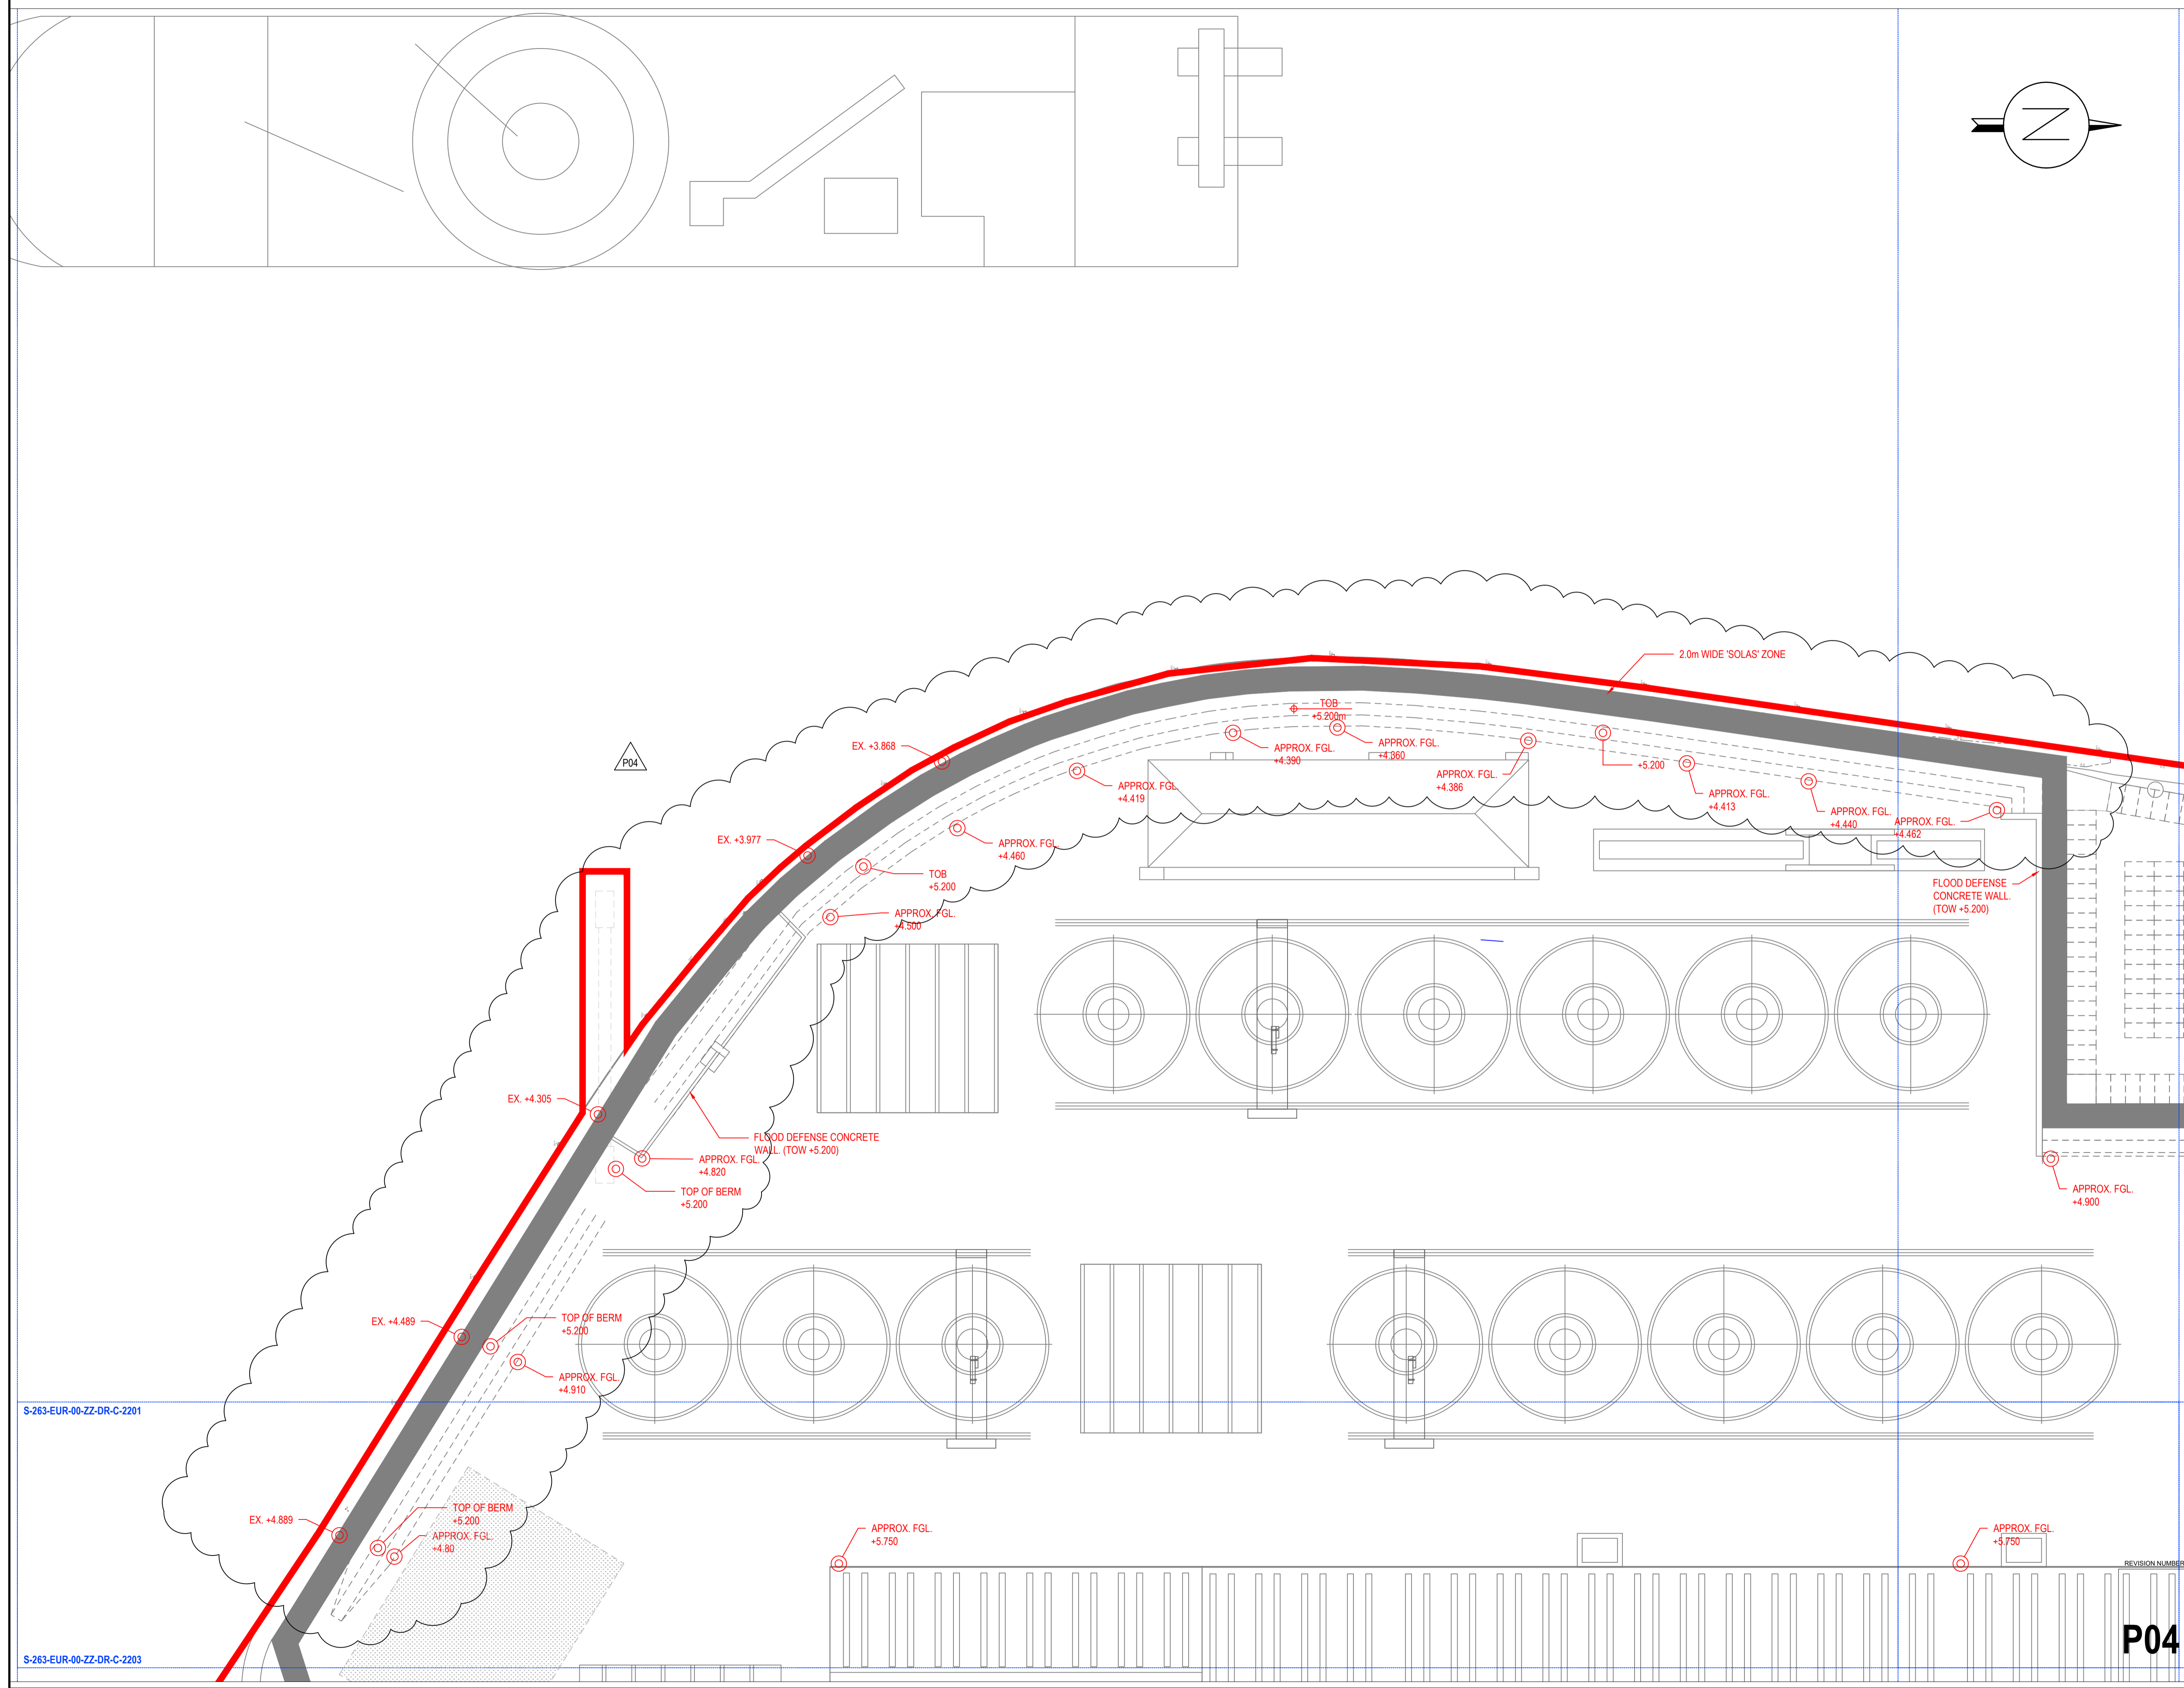 N
2.0m WIDE 'SOLAS' ZONE
TOB
+5.200m
EX. +3.868
P04
APPROX. FGL.
+4.390
APPROX. FGL.
+4.360
APPROX. FGL.
+4.386
+5.200
APPROX. FGL.
+4.419
APPROX. FGL.
+4.413
APPROX. FGL.
+4.440
APPROX. FGL.
+4.462
EX. +3.977
APPROX. FGL.
+4.460
TOB
+5.200
APPROX. FGL.
+4.500
FLOOD DEFENSE
CONCRETE WALL.
(TOW +5.200)
EX. +4.305
FLOOD DEFENSE CONCRETE
WALL. (TOW +5.200)
APPROX. FGL.
+4.820
TOP OF BERM
+5.200
APPROX. FGL.
+4.900
EX. +4.489
TOP OF BERM
+5.200
APPROX. FGL.
+4.910
S-263-EUR-00-ZZ-DR-C-2201
EX. +4.889
TOP OF BERM
+5.200
APPROX. FGL.
+4.80
APPROX. FGL.
+5.750
APPROX. FGL.
+5.750
REVISION NUMBER
P04
S-263-EUR-00-ZZ-DR-C-2203